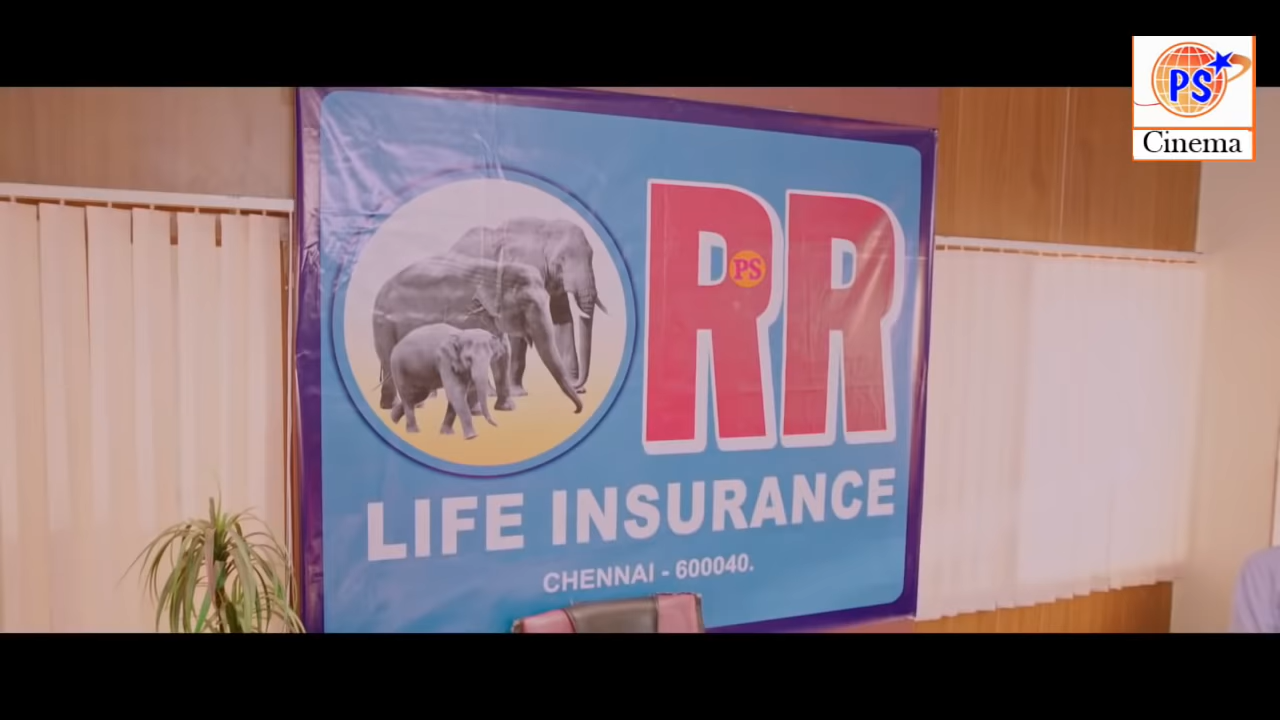 PS
Cinema
RR
PS
LIFE INSURANCE
CHENNAI - 600040.